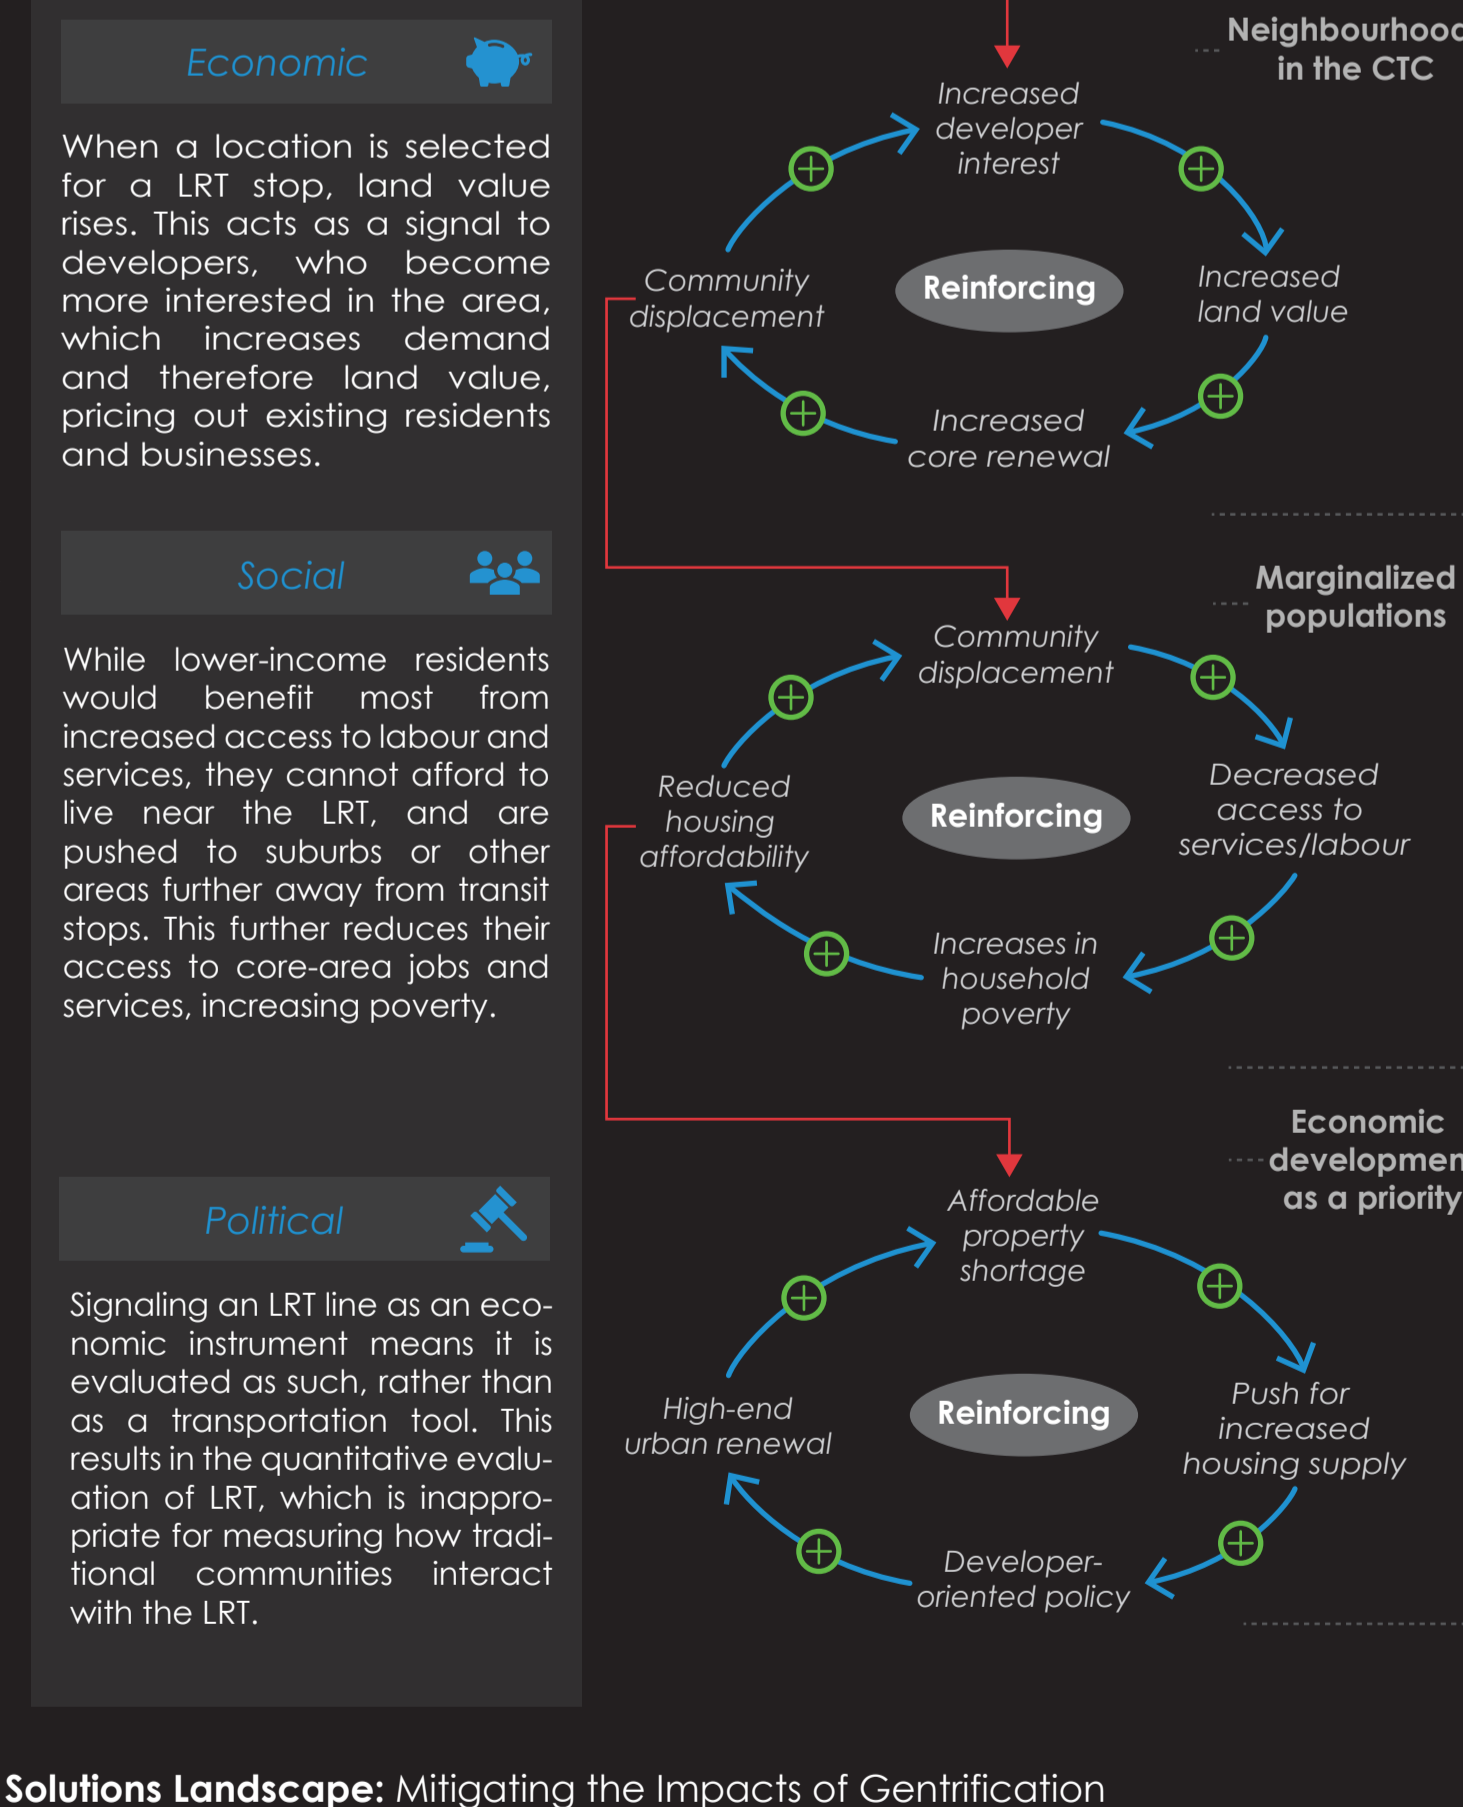 Economic
When a location is selected
for a LRT stop, land value
rises. This acts as a signal to
developers, who become
more interested in the area,
which increases demand
and therefore land value,
pricing out existing residents
and businesses.
Social
While lower-income residents
would benefit most from
increased access to labour and
services, they cannot afford to
live near the LRT, and are
pushed to suburbs or other
areas further away from transit
stops. This further reduces their
access to core-area jobs and
services, increasing poverty.
Political
Signaling an LRT line as an eco-
nomic instrument means it is
evaluated as such, rather than
as a transportation tool. This
results in the quantitative evalu-
ation of LRT, which is inappro-
priate for measuring how tradi-
tional communities interact
with the LRT.
Increased
developer
interest
Increased
land value
Increased
core renewal
Community
displacement
Reinforcing
Neighbourhood
in the CTC
Community
displacement
Decreased
access to
services/labour
Increases in
household
poverty
Reduced
housing
affordability
Reinforcing
Marginalized
populations
Affordable
property
shortage
Push for
increased
housing supply
Developer-
oriented policy
High-end
urban renewal
Reinforcing
Economic
developmen
as a priority
Solutions Landscape: Mitigating the Impacts of Gentrification